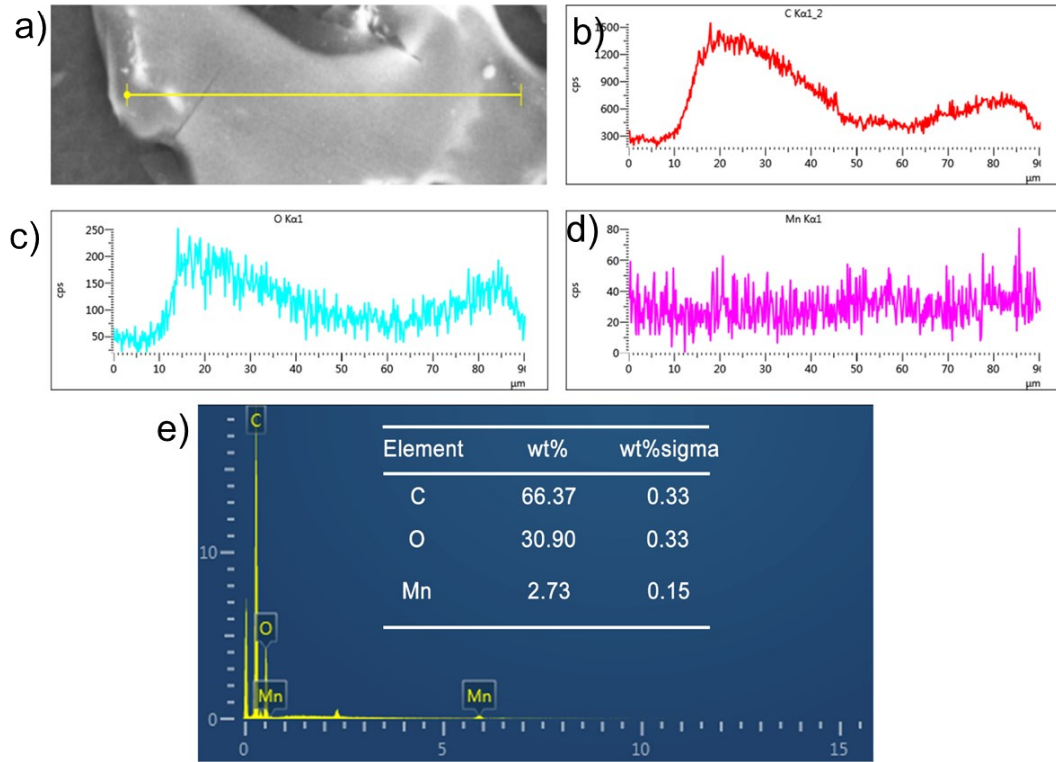 a)
b)
C Kα1_2
1500
1200
900
600
300
cps
0 10 20 30 40 50 60 70 80 90
µm
c)
O Kα1
250
200
150
100
50
cps
0 10 20 30 40 50 60 70 80 90
µm
d)
Mn Kα1
80
60
40
20
0
cps
0 10 20 30 40 50 60 70 80 90
µm
e)
C
O
Mn
Mn
10
0
0 5 10 15
Element wt% wt%sigma
C 66.37 0.33
O 30.90 0.33
Mn 2.73 0.15